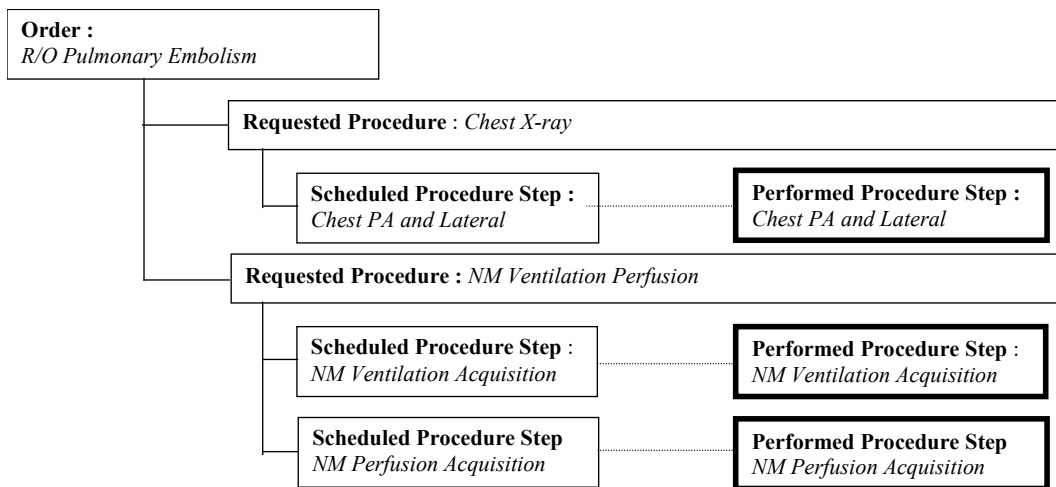 Order :
R/O Pulmonary Embolism
Requested Procedure : Chest X-ray
Scheduled Procedure Step :
Chest PA and Lateral
Performed Procedure Step :
Chest PA and Lateral
Requested Procedure : NM Ventilation Perfusion
Scheduled Procedure Step :
NM Ventilation Acquisition
Performed Procedure Step :
NM Ventilation Acquisition
Scheduled Procedure Step
NM Perfusion Acquisition
Performed Procedure Step
NM Perfusion Acquisition